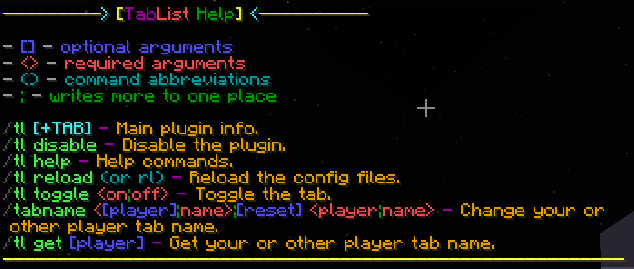 > [TabList Help] <
- [] - optional arguments
- <> - required arguments
- () - command abbreviations
- ; - writes more to one place
/tl [+TAB] - Main plugin info.
/tl disable - Disable the plugin.
/tl help - Help commands.
/tl reload (or rl) - Reload the config files.
/tl toggle <on;off> - Toggle the tab.
/tabname <[player];name>;[reset] <player;name> - Change your or
other player tab name.
/tl get [player] - Get your or other player tab name.